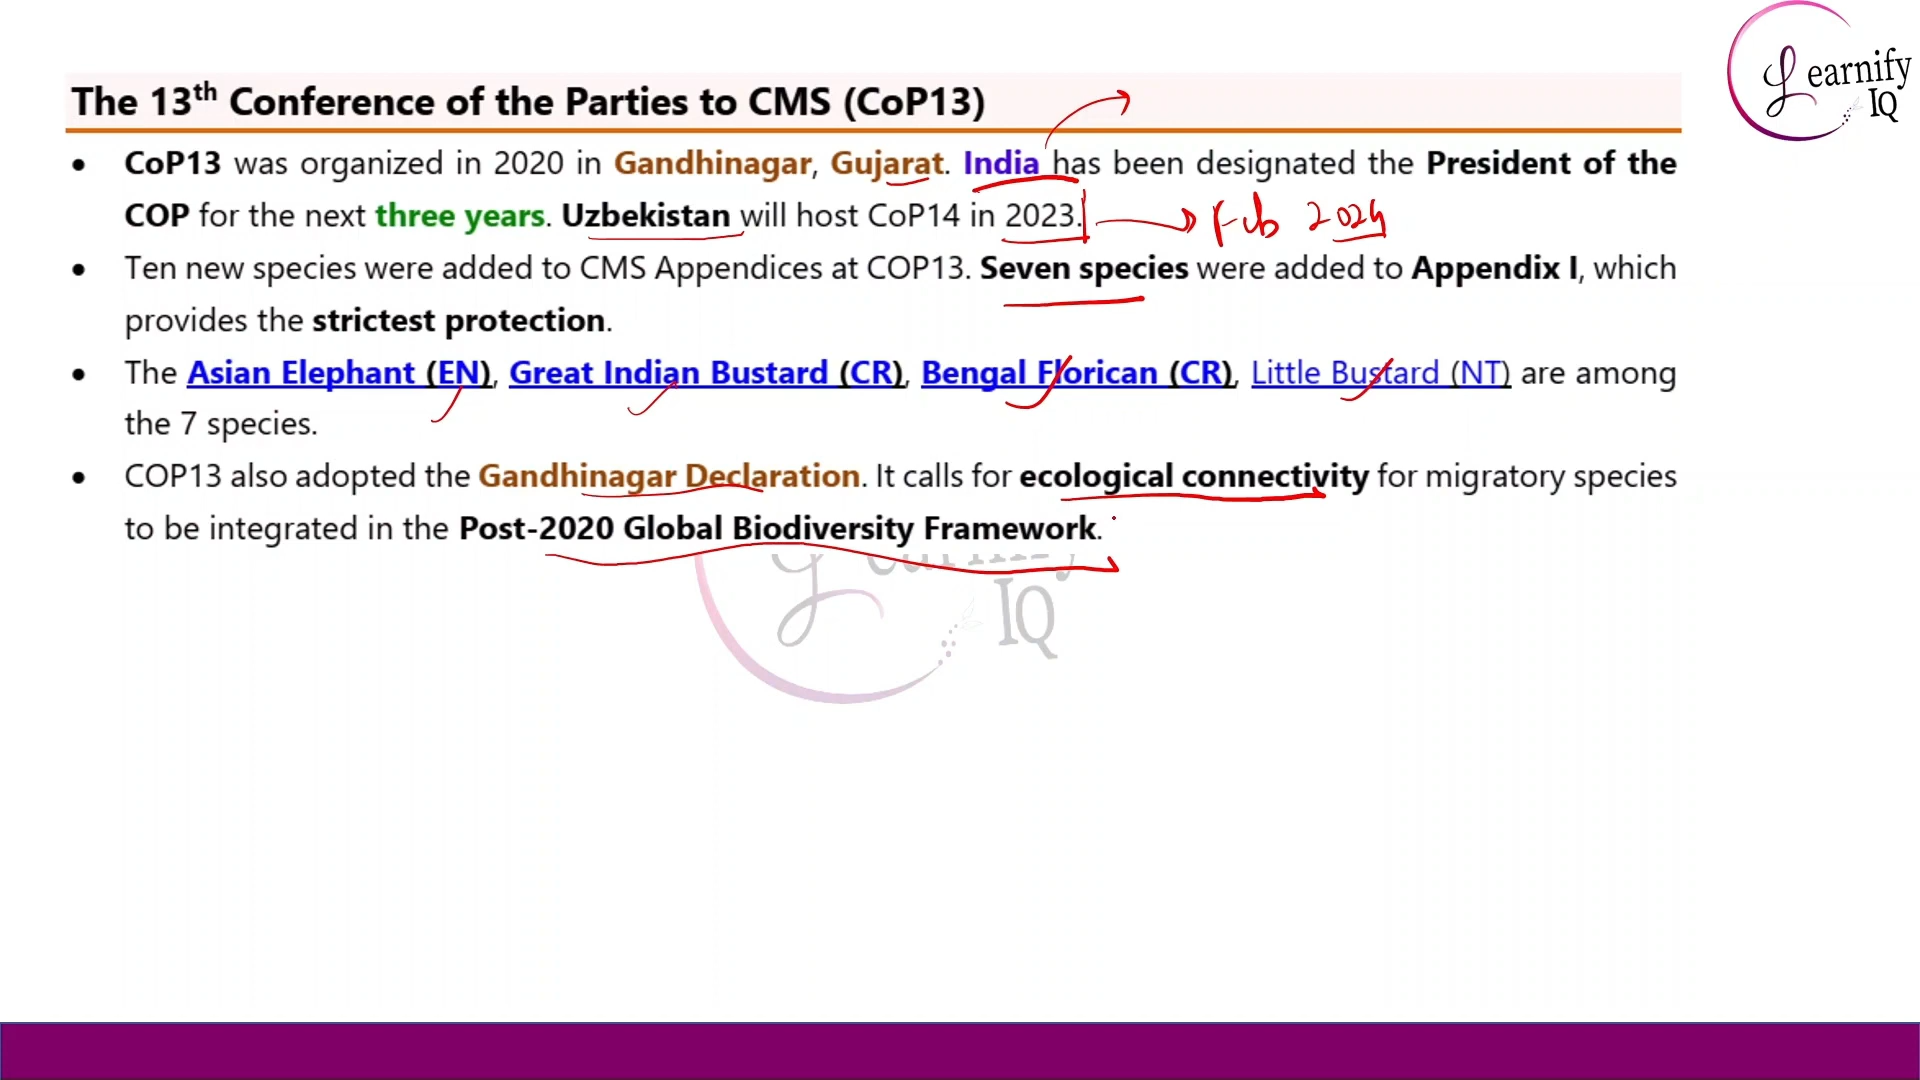 Learnify
IQ
The 13th Conference of the Parties to CMS (CoP13)
• CoP13 was organized in 2020 in Gandhinagar, Gujarat. India has been designated the President of the
COP for the next three years. Uzbekistan will host CoP14 in 2023. Feb 2024
• Ten new species were added to CMS Appendices at COP13. Seven species were added to Appendix I, which
provides the strictest protection.
• The Asian Elephant (EN), Great Indian Bustard (CR), Bengal Florican (CR), Little Bustard (NT) are among
the 7 species.
• COP13 also adopted the Gandhinagar Declaration. It calls for ecological connectivity for migratory species
to be integrated in the Post-2020 Global Biodiversity Framework.
Learnify
IQ